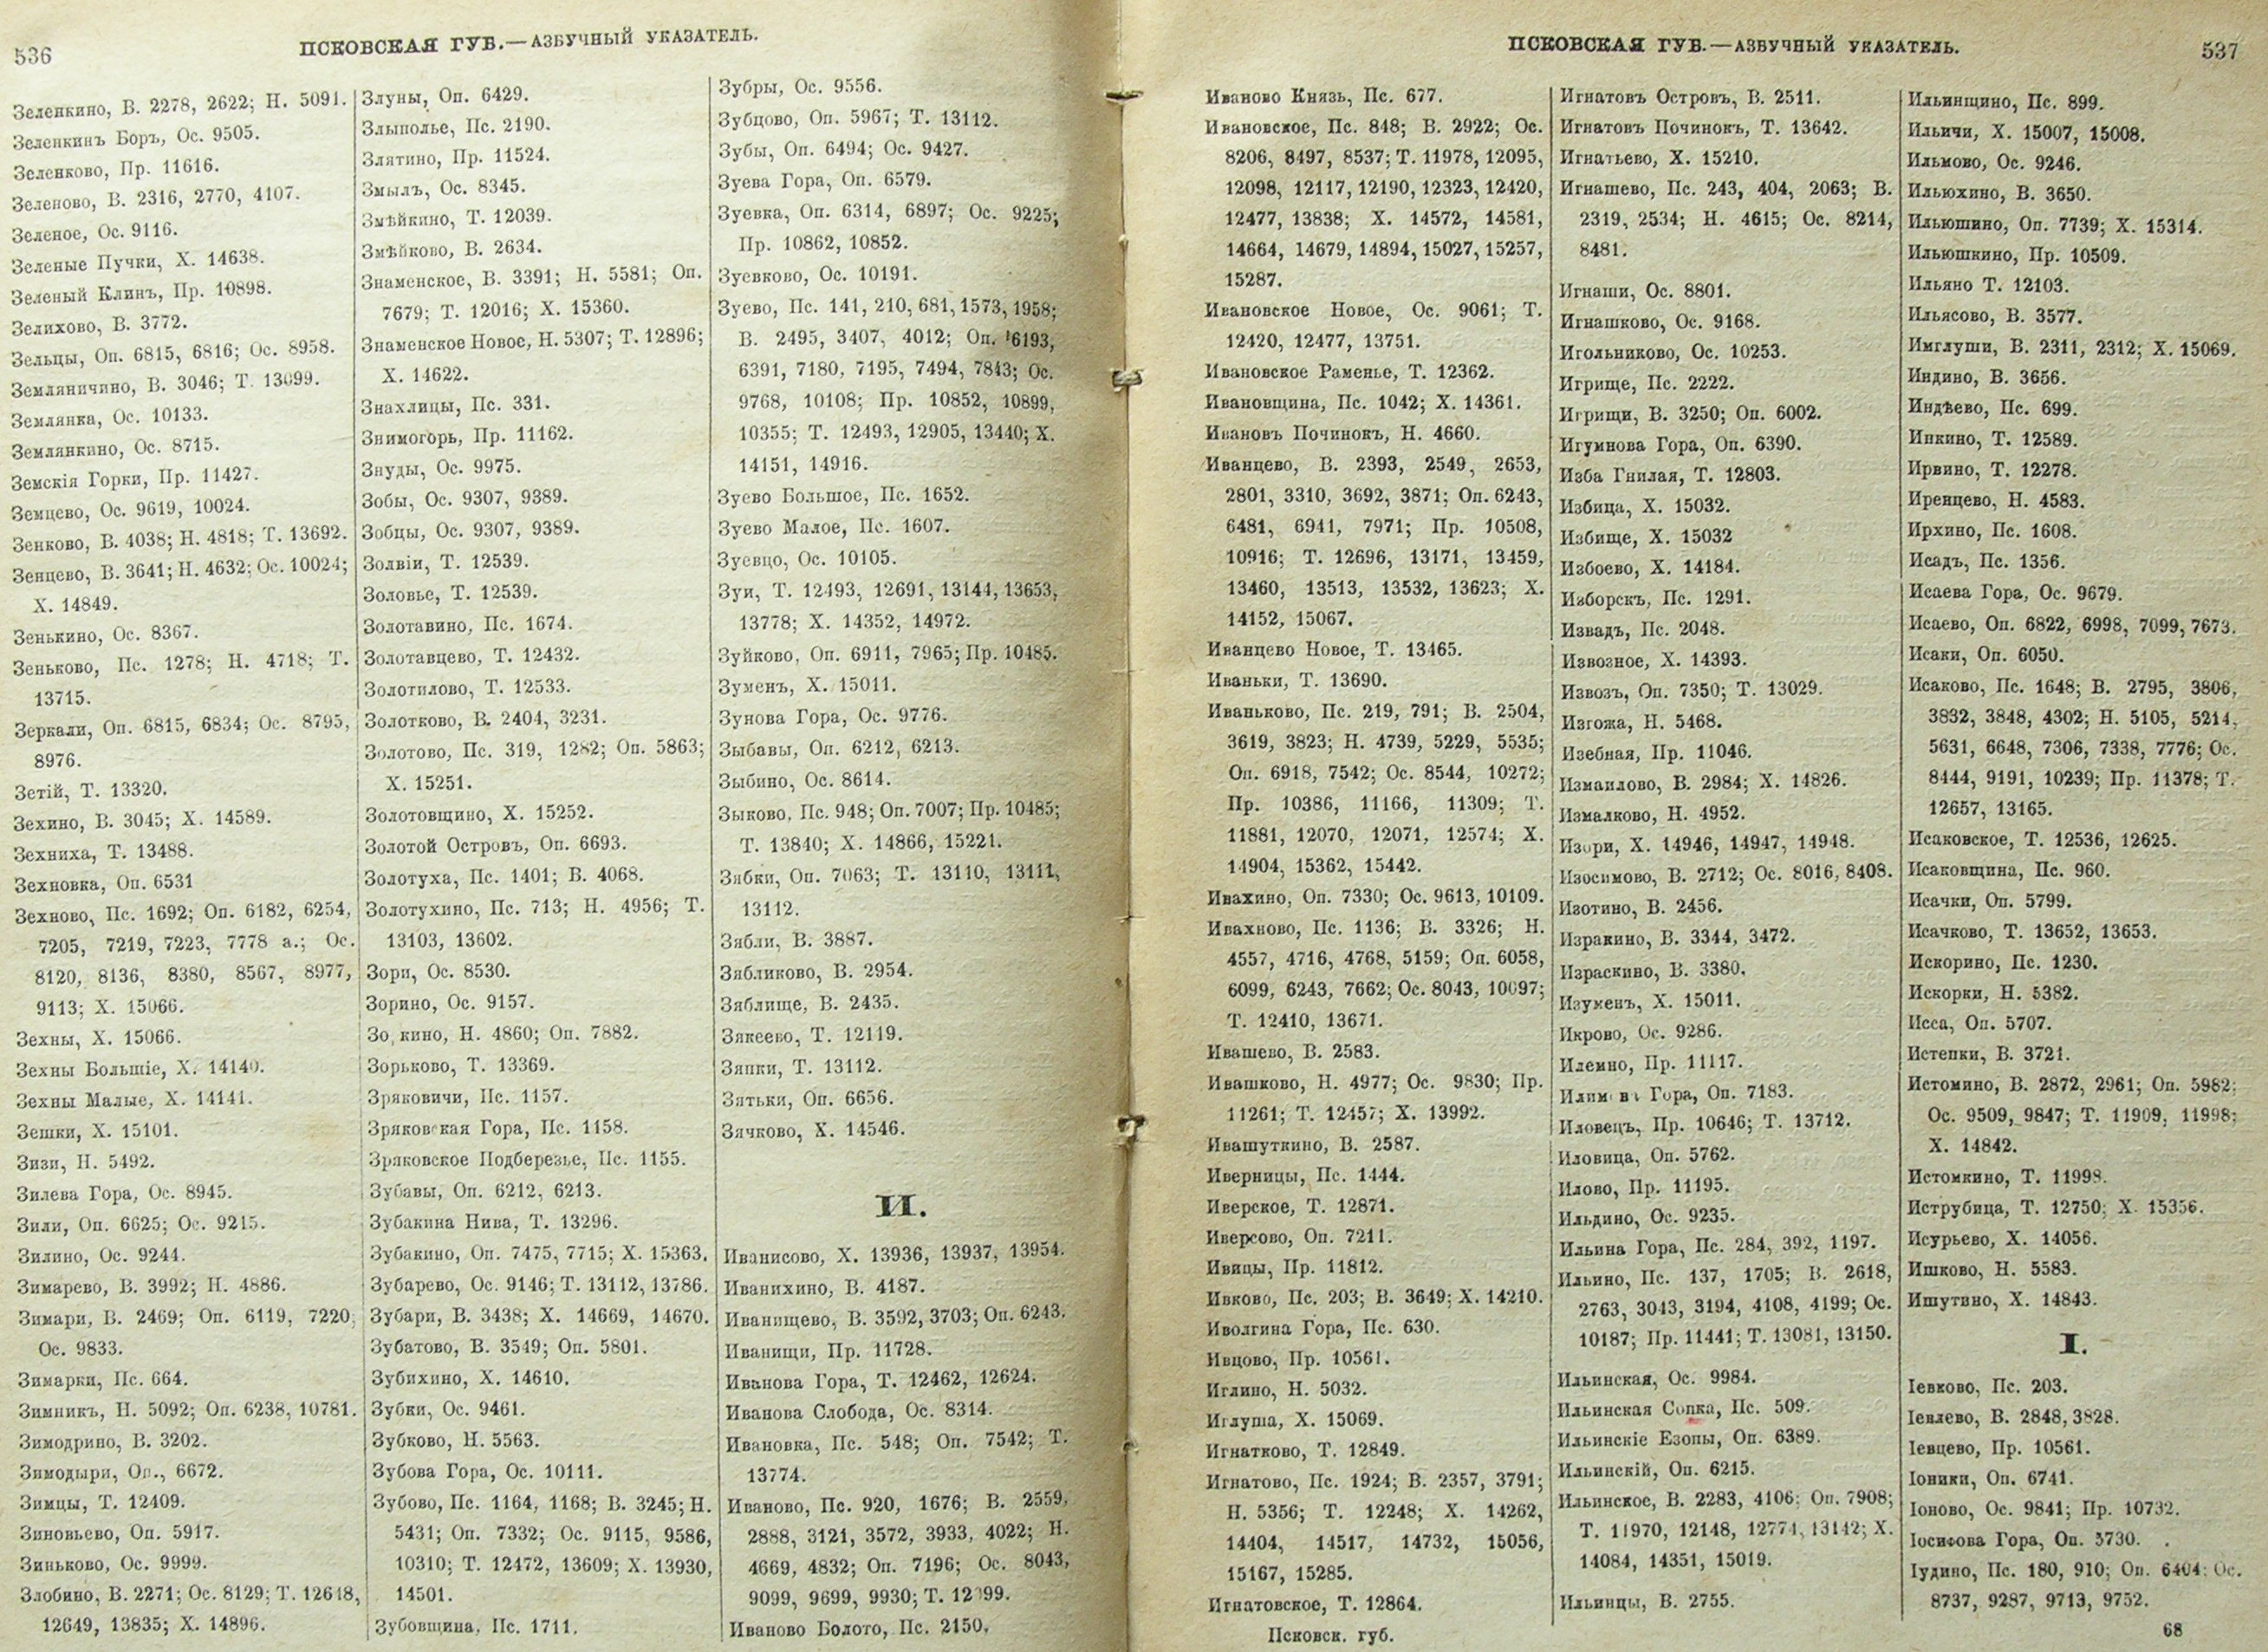 536
ПСКОВСКАЯ ГУБ.—АЗБУЧНЫЙ УКАЗАТЕЛЬ.
Зеленкино, В. 2278, 2622; Н. 5091.
Зеленкинъ Боръ, Ос. 9505.
Зеленково, Пр. 11616.
Зеленово, В. 2316, 2770, 4107.
Зеленое, Ос. 9116.
Зеленые Пучки, Х. 14638.
Зеленый Клинъ, Пр. 10898.
Зелихово, В. 3772.
Зельцы, Оп. 6815, 6816; Ос. 8958.
Земляничино, В. 3046; Т. 13099.
Землянка, Ос. 10133.
Землянкино, Ос. 8715.
Земскія Горки, Пр. 11427.
Земцево, Ос. 9619, 10024.
Зенково, В. 4038; Н. 4818; Т. 13692.
Зенцево, В. 3641; Н. 4632; Ос. 10024;
Х. 14849.
Зенькино, Ос. 8367.
Зеньково, Пс. 1278; Н. 4718; Т.
13715.
Зеркали, Оп. 6815, 6834; Ос. 8795,
8976.
Зетій, Т. 13320.
Зехино, В. 3045; Х. 14589.
Зехниха, Т. 13488.
Зехновка, Оп. 6531
Зехново, Пс. 1692; Оп. 6182, 6254,
7205, 7219, 7223, 7778 а.; Ос.
8120, 8136, 8380, 8567, 8977,
9113; Х. 15066.
Зехны, Х. 15066.
Зехны Большіе, Х. 14140.
Зехны Малые, Х. 14141.
Зешки, Х. 15101.
Зизи, Н. 5492.
Зилева Гора, Ос. 8945.
Зили, Оп. 6625; Ос. 9215.
Зилино, Ос. 9244.
Зимарево, В. 3992; Н. 4886.
Зимари, В. 2469; Оп. 6119, 7220;
Ос. 9833.
Зимарки, Пс. 664.
Зимникъ, Н. 5092; Оп. 6238, 10781.
Зимодрино, В. 3202.
Зимодыри, Оп., 6672.
Зимцы, Т. 12409.
Зиновьево, Оп. 5917.
Зиньково, Ос. 9999.
Злобино, В. 2271; Ос. 8129; Т. 12648,
12649, 13835; Х. 14896.
Злуны, Оп. 6429.
Злыполье, Пс. 2190.
Злятино, Пр. 11524.
Змылъ, Ос. 8345.
Змѣйкино, Т. 12039.
Змѣйково, В. 2634.
Знаменское, В. 3391; Н. 5581; Оп.
7679; Т. 12016; Х. 15360.
Знаменское Новое, Н. 5307; Т. 12896;
Х. 14622.
Знахлицы, Пс. 331.
Знимогорь, Пр. 11162.
Знуды, Ос. 9975.
Зобы, Ос. 9307, 9389.
Зобцы, Ос. 9307, 9389.
Золвіи, Т. 12539.
Золовье, Т. 12539.
Золотавино, Пс. 1674.
Золотавцево, Т. 12432.
Золотилово, Т. 12533.
Золотково, В. 2404, 3231.
Золотово, Пс. 319, 1282; Оп. 5863;
Х. 15251.
Золотовщино, Х. 15252.
Золотой Островъ, Оп. 6693.
Золотуха, Пс. 1401; В. 4068.
Золотухино, Пс. 713; Н. 4956; Т.
13103, 13602.
Зори, Ос. 8530.
Зорино, Ос. 9157.
Зо кино, Н. 4860; Оп. 7882.
Зорьково, Т. 13369.
Зряковичи, Пс. 1157.
Зряковская Гора, Пс. 1158.
Зряковское Подберезье, Пс. 1155.
Зубавы, Оп. 6212, 6213.
Зубакина Нива, Т. 13296.
Зубакино, Оп. 7475, 7715; Х. 15363.
Зубарево, Ос. 9146; Т. 13112, 13786.
Зубари, В. 3438; Х. 14669, 14670.
Зубатово, В. 3549; Оп. 5801.
Зубихино, Х. 14610.
Зубки, Ос. 9461.
Зубково, Н. 5563.
Зубова Гора, Ос. 10111.
Зубово, Пс. 1164, 1168; В. 3245; Н.
5431; Оп. 7332; Ос. 9115, 9586,
10310; Т. 12472, 13609; Х. 13930,
14501.
Зубовщина, Пс. 1711.
Зубры, Ос. 9556.
Зубцово, Оп. 5967; Т. 13112.
Зубы, Оп. 6494; Ос. 9427.
Зуева Гора, Оп. 6579.
Зуевка, Оп. 6314, 6897; Ос. 9225;
Пр. 10862, 10852.
Зуевково, Ос. 10191.
Зуево, Пс. 141, 210, 681, 1573, 1958;
В. 2495, 3407, 4012; Оп. 6193,
6391, 7180, 7195, 7494, 7843; Ос.
9768, 10108; Пр. 10852, 10899,
10355; Т. 12493, 12905, 13440; Х.
14151, 14916.
Зуево Большое, Пс. 1652.
Зуево Малое, Пс. 1607.
Зуевцо, Ос. 10105.
Зуи, Т. 12493, 12691, 13144, 13653,
13778; Х. 14352, 14972.
Зуйково, Оп. 6911, 7965; Пр. 10485.
Зумень, Х. 15011.
Зунова Гора, Ос. 9776.
Зыбавы, Оп. 6212, 6213.
Зыбино, Ос. 8614.
Зыково, Пс. 948; Оп. 7007; Пр. 10485;
Т. 13840; Х. 14866, 15221.
Зябки, Оп. 7063; Т. 13110, 13111,
13112.
Зябли, В. 3887.
Зябликово, В. 2954.
Зяблище, В. 2435.
Зякеево, Т. 12119.
Зяпки, Т. 13112.
Зятьки, Оп. 6656.
Зячково, Х. 14546.
И.
Иванисово, Х. 13936, 13937, 13954.
Иванихино, В. 4187.
Иванищево, В. 3592, 3703; Оп. 6243.
Иванищи, Пр. 11728.
Иванова Гора, Т. 12462, 12624.
Иванова Слобода, Ос. 8314.
Ивановка, Пс. 548; Оп. 7542; Т.
13774.
Иваново, Пс. 920, 1676; В. 2559,
2888, 3121, 3572, 3933, 4022; Н.
4669, 4832; Оп. 7196; Ос. 8043,
9099, 9699, 9930; Т.
Иваново Болото, Пс. 2150.
ПСКОВСКАЯ ГУБ.—АЗБУЧНЫЙ УКАЗАТЕЛЬ.
537
Иваново Князь, Пс. 677.
Ивановское, Пс. 848; В. 2922; Ос.
8206, 8497, 8537; Т. 11978, 12095,
12098, 12117, 12190, 12323, 12420,
12477, 13838; Х. 14572, 14581,
14664, 14679, 14894, 15027, 15257,
15287.
Ивановское Новое, Ос. 9061; Т.
12420, 12477, 13751.
Ивановское Раменье, Т. 12362.
Ивановщина, Пс. 1042; Х. 14361.
Ивановъ Починокъ, Н. 4660.
Иванцево, В. 2393, 2549, 2653,
2801, 3310, 3692, 3871; Оп. 6243,
6481, 6941, 7971; Пр. 10508,
10916; Т. 12696, 13171, 13459,
13460, 13513, 13532, 13623; Х.
14152, 15067.
Иванцево Новое, Т. 13465.
Иваньки, Т. 13690.
Иваньково, Пс. 219, 791; В. 2504,
3619, 3823; Н. 4739, 5229, 5535;
Оп. 6918, 7542; Ос. 8544, 10272;
Пр. 10386, 11166, 11309; Т.
11881, 12070, 12071, 12574; Х.
14904, 15362, 15442.
Ивахино, Оп. 7330; Ос. 9613, 10109.
Ивахново, Пс. 1136; В. 3326; Н.
4557, 4716, 4768, 5159; Оп. 6058,
6099, 6243, 7662; Ос. 8043, 10097;
Т. 12410, 13671.
Ивашево, В. 2583.
Ивашково, Н. 4977; Ос. 9830; Пр.
11261; Т. 12457; Х. 13992.
Ивашуткино, В. 2587.
Иверницы, Пс. 1444.
Иверское, Т. 12871.
Иверсово, Оп. 7211.
Ивицы, Пр. 11812.
Ивково, Пс. 203; В. 3649; Х. 14210.
Иволгина Гора, Пс. 630.
Ивцово, Пр. 10561.
Иглино, Н. 5032.
Иглуша, Х. 15069.
Игнатково, Т. 12849.
Игнатово, Пс. 1924; В. 2357, 3791;
Н. 5356; Т. 12248; Х. 14262,
14404, 14517, 14732, 15056,
15167, 15285.
Игнатовское, Т. 12864.
Игнатовъ Островъ, В. 2511.
Игнатовъ Починокъ, Т. 13642.
Игнатьево, Х. 15210.
Игнашево, Пс. 243, 404, 2063; В.
2319, 2534; Н. 4615; Ос. 8214,
8481.
Игнаши, Ос. 8801.
Игнашково, Ос. 9168.
Игольниково, Ос. 10253.
Игрище, Пс. 2222.
Игрищи, В. 3250; Оп. 6002.
Игумнова Гора, Оп. 6390.
Изба Гнилая, Т. 12803.
Избица, Х. 15032.
Избище, Х. 15032
Избоево, Х. 14184.
Изборскъ, Пс. 1291.
Извадъ, Пс. 2048.
Извозное, Х. 14393.
Извозъ, Оп. 7350; Т. 13029.
Изгожа, Н. 5468.
Изебная, Пр. 11046.
Измаилово, В. 2984; Х. 14826.
Измалково, Н. 4952.
Изори, Х. 14946, 14947, 14948.
Изосимово, В. 2712; Ос. 8016, 8408.
Изотино, В. 2456.
Изракино, В. 3344, 3472.
Израскино, В. 3380.
Изумень, Х. 15011.
Икрово, Ос. 9286.
Илемно, Пр. 11117.
Гора, Оп. 7183.
Иловецъ, Пр. 10646; Т. 13712.
Иловица, Оп. 5762.
Илово, Пр. 11195.
Ильдино, Ос. 9235.
Ильина Гора, Пс. 284, 392, 1197.
Ильино, Пс. 137, 1705; В. 2618,
2763, 3043, 3194, 4108, 4199; Ос.
10187; Пр. 11441; Т. 13081, 13150.
Ильинская, Ос. 9984.
Ильинская Сопка, Пс. 509.
Ильинскіе Езопы, Оп. 6389.
Ильинскій, Оп. 6215.
Ильинское, В. 2283, 4106; Оп. 7908;
Т. 11970, 12148, 12774, 13142; Х.
14084, 14351, 15019.
Ильинцы, В. 2755.
Ильинщино, Пс. 899.
Ильичи, Х. 15007, 15008.
Ильмово, Ос. 9246.
Ильюхино, В. 3650.
Ильюшино, Оп. 7739; Х. 15314.
Ильюшкино, Пр. 10509.
Ильяно Т. 12103.
Ильясово, В. 3577.
Имглуши, В. 2311, 2312; Х. 15069.
Индино, В. 3656.
Индѣево, Пс. 699.
Инкино, Т. 12589.
Ирвино, Т. 12278.
Иренцево, Н. 4583.
Ирхино, Пс. 1608.
Исадъ, Пс. 1356.
Исаева Гора, Ос. 9679.
Исаево, Оп. 6822, 6998, 7099, 7673.
Исаки, Оп. 6050.
Исаково, Пс. 1648; В. 2795, 3806,
3832, 3848, 4302; Н. 5105, 5214,
5631, 6648, 7306, 7338, 7776; Ос.
8444, 9191, 10239; Пр. 11378; Т.
12657, 13165.
Исаковское, Т. 12536, 12625.
Исаковщина, Пс. 960.
Исачки, Оп. 5799.
Исачково, Т. 13652, 13653.
Искорино, Пс. 1230.
Искорки, Н. 5382.
Исса, Оп. 5707.
Истепки, В. 3721.
Истомино, В. 2872, 2961; Оп. 5982;
Ос. 9509, 9847; Т. 11909, 11998;
Х. 14842.
Истомкино, Т. 11998.
Иструбица, Т. 12750; Х. 15356.
Исурьево, Х. 14056.
Ишково, Н. 5583.
Ишутино, Х. 14843.
І.
Іевково, Пс. 203.
Іевлево, В. 2848, 3828.
Іевцево, Пр. 10561.
Іоники, Оп. 6741.
Іоново, Ос. 9841; Пр. 10732.
Іосифова Гора, Оп. 5730.
Іудино, Пс. 180, 910; Оп. 6404; Ос.
8737, 9287, 9713, 9752.
Псковск. губ.
68